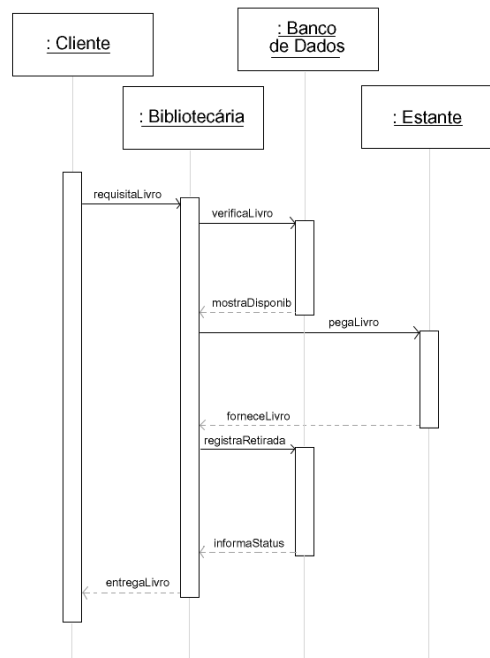 : Cliente
: Banco
de Dados
: Bibliotecária
: Estante
requisitaLivro
verificaLivro
mostraDisponib
pegaLivro
forneceLivro
registraRetirada
informaStatus
entregaLivro